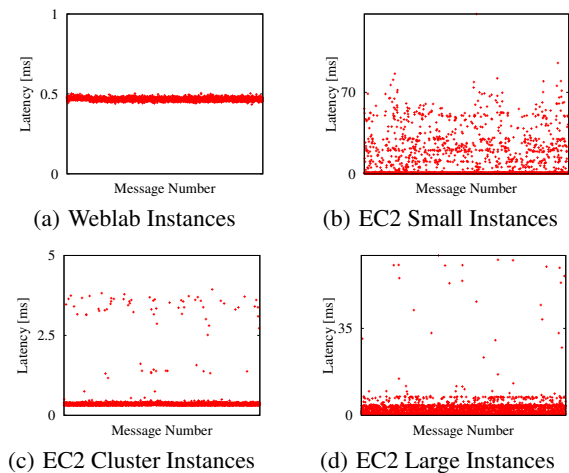 1
0.5
0
Latency [ms]
Message Number
(a) Weblab Instances
70
0
Latency [ms]
Message Number
(b) EC2 Small Instances
5
2.5
0
Latency [ms]
Message Number
(c) EC2 Cluster Instances
35
0
Latency [ms]
Message Number
(d) EC2 Large Instances